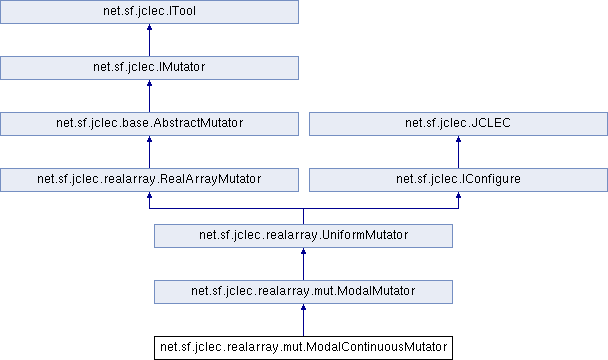 net.sf.jclec.ITool
net.sf.jclec.IMutator
net.sf.jclec.base.AbstractMutator
net.sf.jclec.JCLEC
net.sf.jclec.realarray.RealArrayMutator
net.sf.jclec.IConfigure
net.sf.jclec.realarray.UniformMutator
net.sf.jclec.realarray.mut.ModalMutator
net.sf.jclec.realarray.mut.ModalContinuousMutator